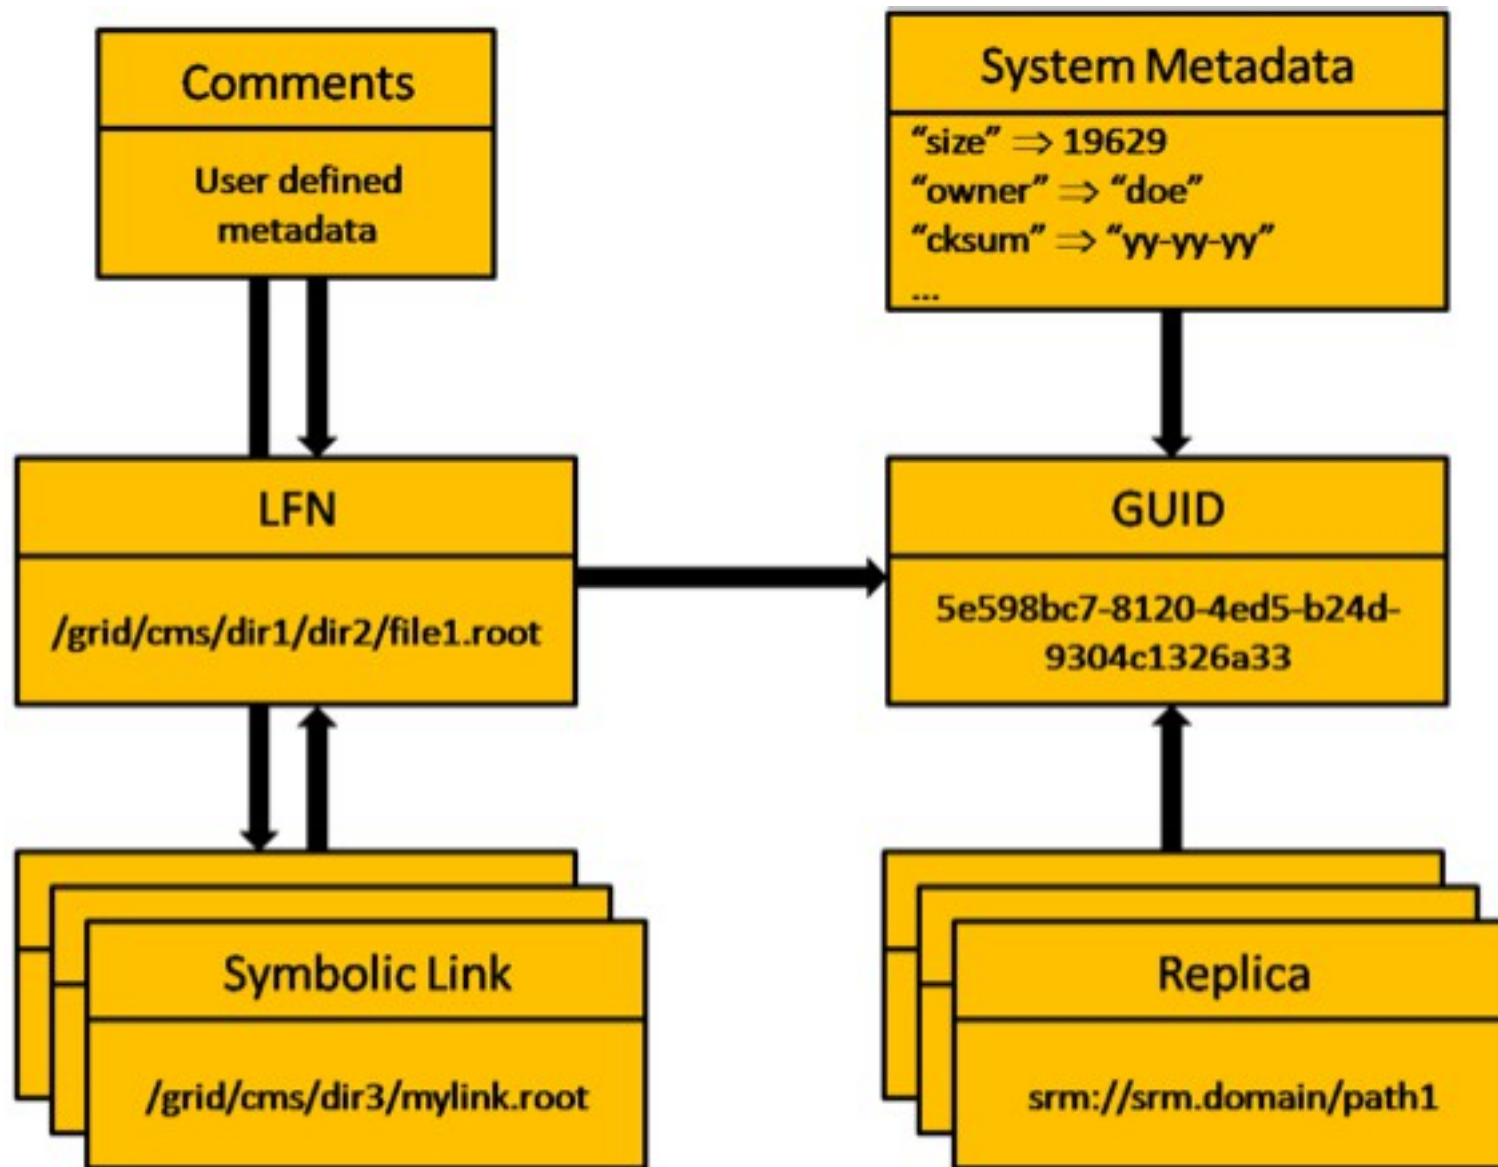 Comments
User defined
metadata
System Metadata
“size” ⇒ 19629
“owner” ⇒ “doe”
“cksum” ⇒ “yy-yy-yy”
...
LFN
/grid/cms/dir1/dir2/file1.root
GUID
5e598bc7-8120-4ed5-b24d-
9304c1326a33
Symbolic Link
/grid/cms/dir3/mylink.root
Replica
srm://srm.domain/path1